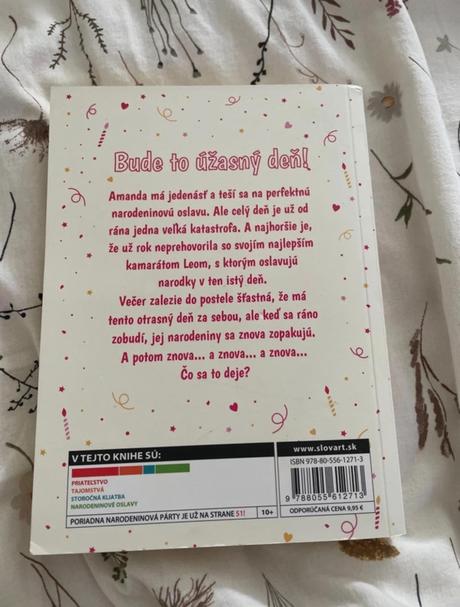 Bude to úžasný deň!
Amanda má jedenásť a teší sa na perfektnú
narodeninovú oslavu. Ale celý deň je už od
rána jedna veľká katastrofa. A najhoršie je,
že už rok neprehovorila so svojím najlepším
kamarátom Leom, s ktorým oslavujú
narodky v ten istý deň.
Večer zalezie do postele šťastná, že má
tento otrasný deň za sebou, ale keď sa ráno
zobudí, jej narodeniny sa znova zopakujú.
A potom znova... a znova... a znova...
Čo sa to deje?
V TEJTO KNIHE SÚ:
PRIATEĽSTVO
TAJOMSTVÁ
STOROČNÁ KLIATBA
NARODENINOVÉ OSLAVY
PORIADNA NARODENINOVÁ PÁRTY JE UŽ NA STRANE 51!
10+
www.slovart.sk
ISBN 978-80-556-1271-3
9 788055 612713
ODPORÚČANÁ CENA 9,95 €